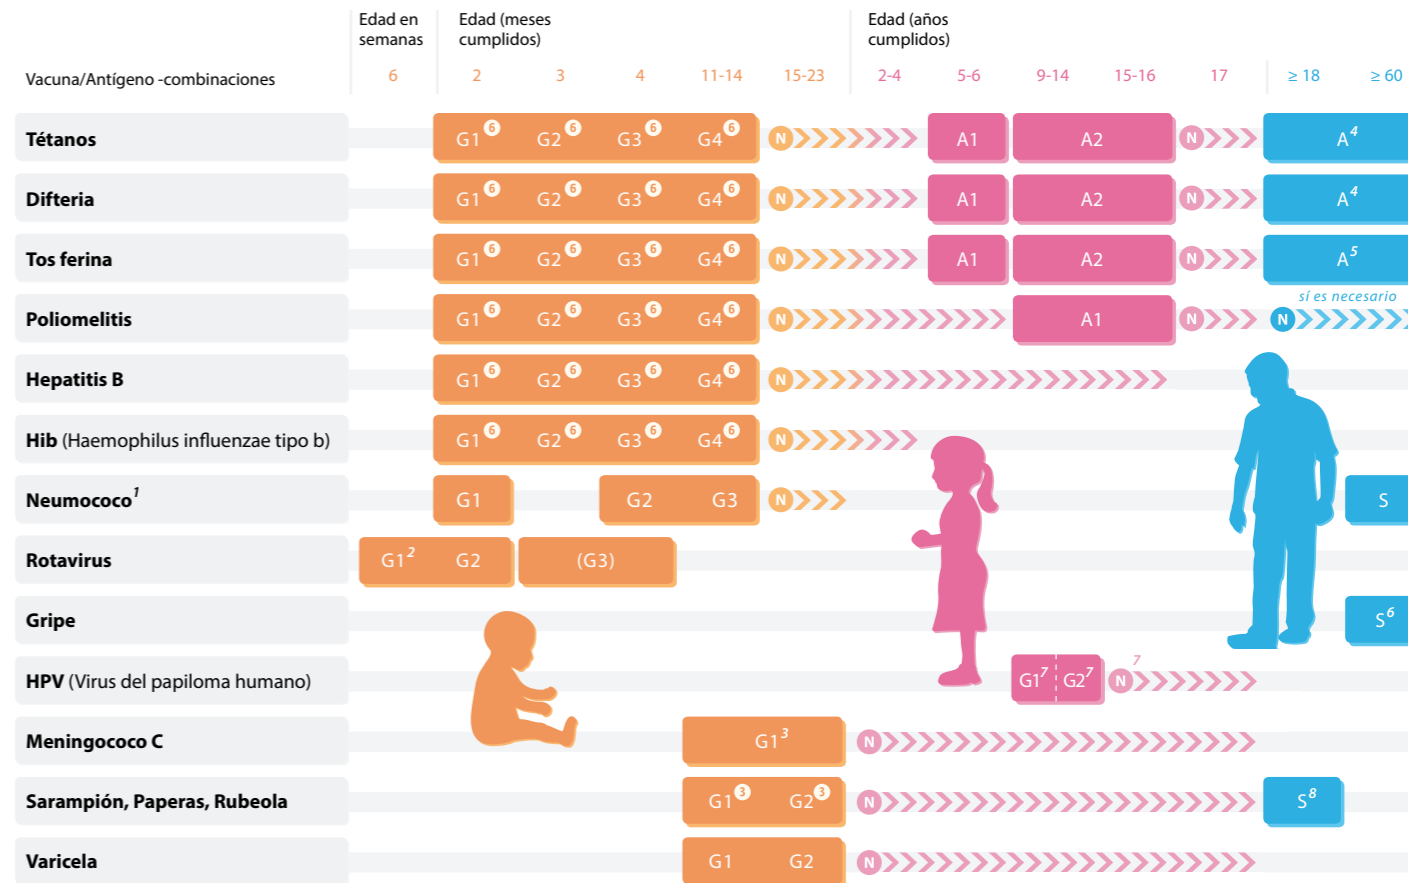 Edad en semanas
Edad (meses cumplidos)
Edad (años cumplidos)
Vacuna/Antígeno -combinaciones 6 2 3 4 11-14 15-23 2-4 5-6 9-14 15-16 17 ≥ 18 ≥ 60
Tétanos G1 6 G2 6 G3 6 G4 6 N A1 A2 N A4
Difteria G1 6 G2 6 G3 6 G4 6 N A1 A2 N A4
Tos ferina G1 6 G2 6 G3 6 G4 6 N A1 A2 N A5
sí es necesario
Poliomelitis G1 6 G2 6 G3 6 G4 6 N A1 N N
Hepatitis B G1 6 G2 6 G3 6 G4 6 N
Hib (Haemophilus influenzae tipo b) G1 6 G2 6 G3 6 G4 6 N
Neumococo1 G1 G2 G3 N S
Rotavirus G12 G2 (G3)
Gripe S6
HPV (Virus del papiloma humano) G17 G27 N 7
Meningococo C G13 N
Sarampión, Paperas, Rubeola G1 3 G2 3 N S8
Varicela G1 G2 N